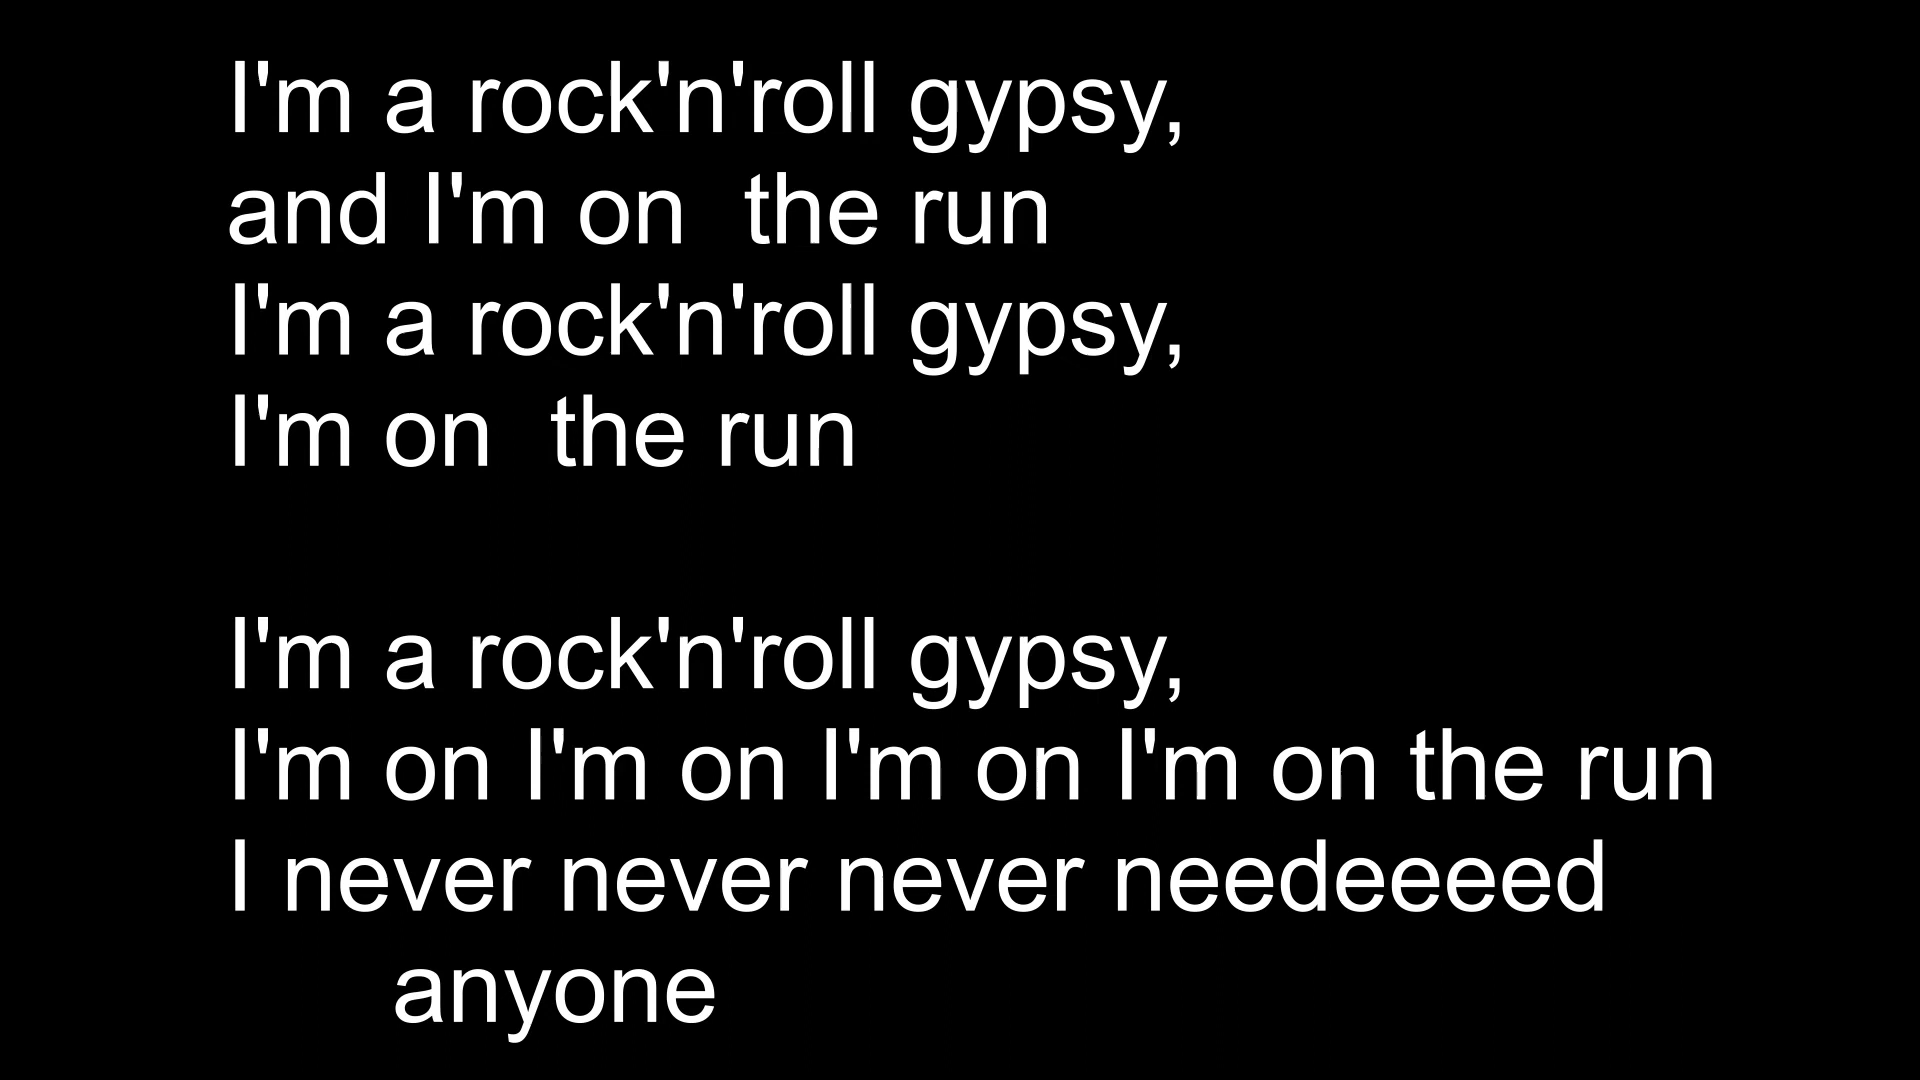 I'm a rock'n'roll gypsy,
and I'm on  the run
I'm a rock'n'roll gypsy,
I'm on  the run
I'm a rock'n'roll gypsy,
I'm on I'm on I'm on I'm on the run
I never never never needeeeed
anyone